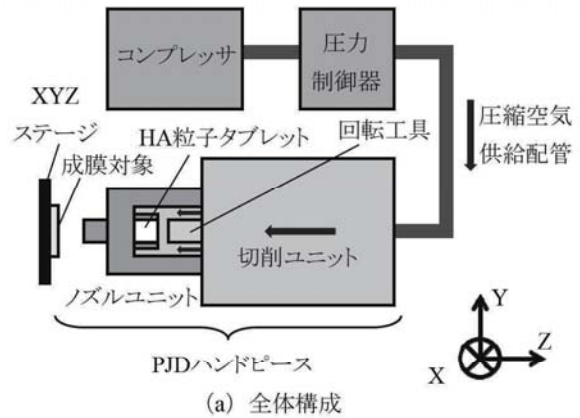 コンプレッサ
圧力
制御器
XYZ
ステージ
成膜対象
HA粒子タブレット
回転工具
圧縮空気
供給配管
切削ユニット
ノズルユニット
PJDハンドピース
Y
Z
X
(a) 全体構成